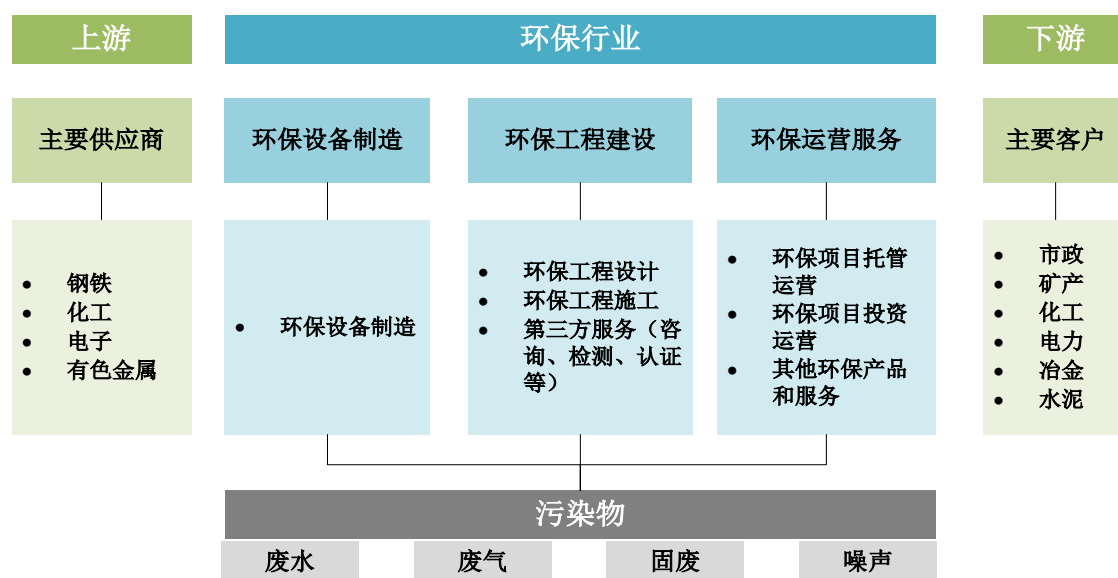 上游
环保行业
下游
主要供应商
环保设备制造
环保工程建设
环保运营服务
主要客户
• 钢铁
• 化工
• 电子
• 有色金属
• 环保设备制造
• 环保工程设计
• 环保工程施工
• 第三方服务（咨
询、检测、认证
等）
• 环保项目托管
运营
• 环保项目投资
运营
• 其他环保产品
和服务
• 市政
• 矿产
• 化工
• 电力
• 冶金
• 水泥
污染物
废水
废气
固废
噪声